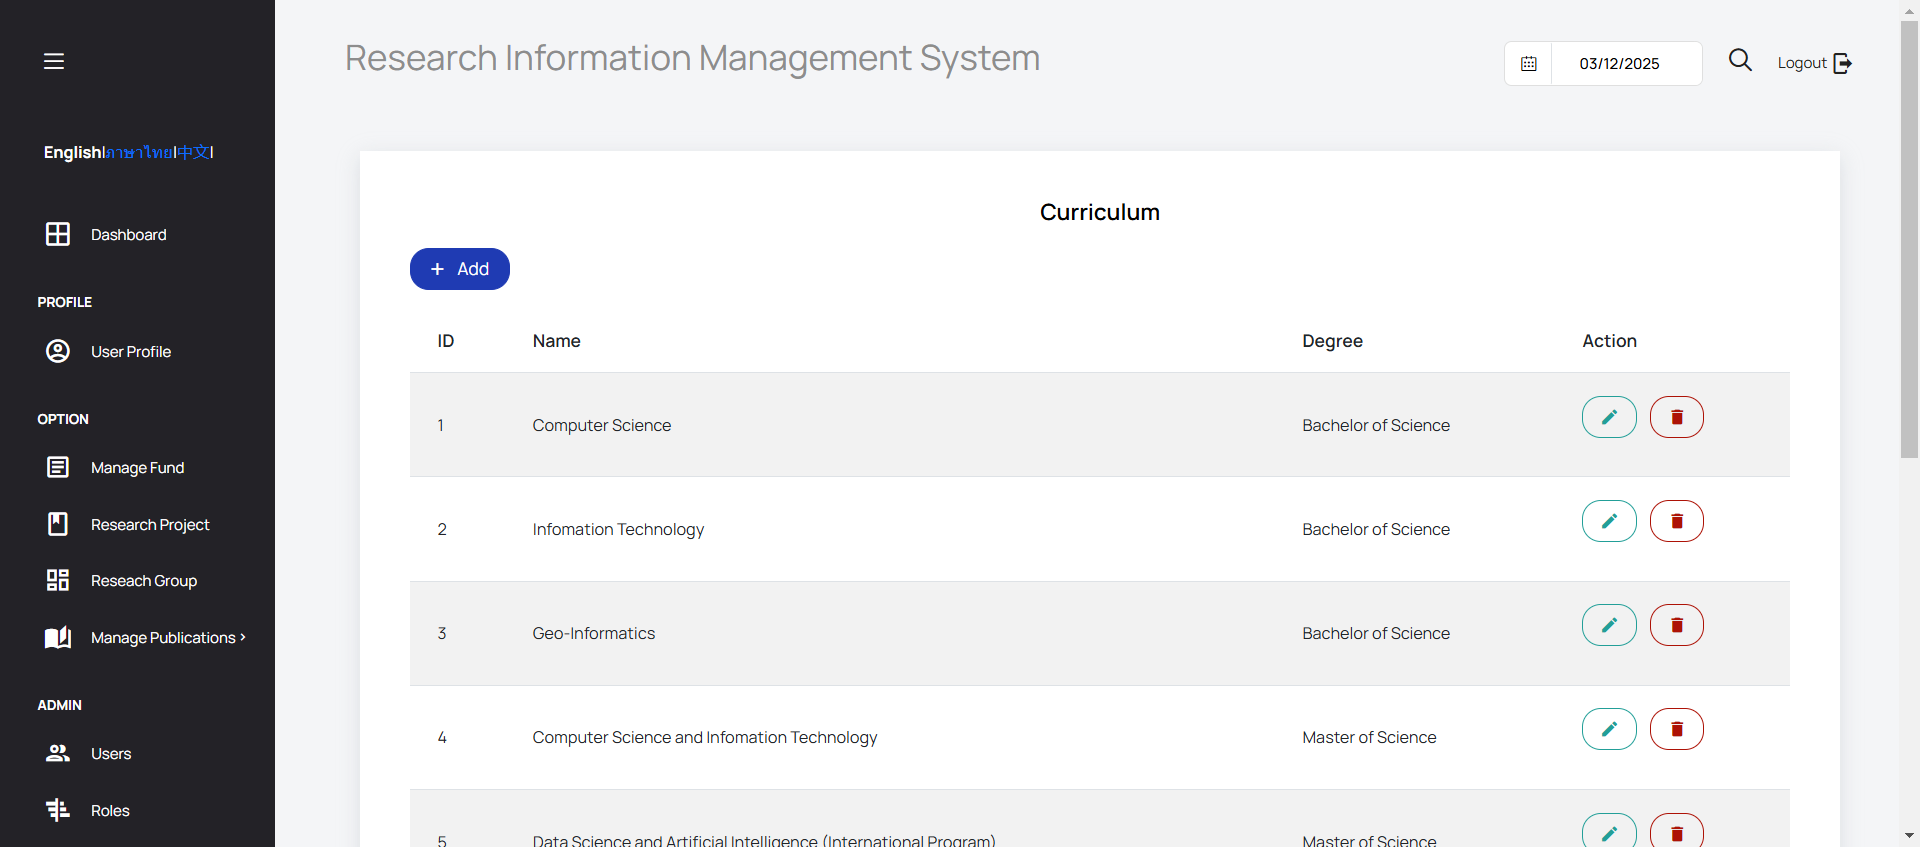 Research Information Management System
03/12/2025
Logout
English|ภาษาไทย|中文|
Dashboard
PROFILE
User Profile
OPTION
Manage Fund
Research Project
Reseach Group
Manage Publications
ADMIN
Users
Roles
Curriculum
+ Add
ID Name Degree Action
1 Computer Science Bachelor of Science
2 Infomation Technology Bachelor of Science
3 Geo-Informatics Bachelor of Science
4 Computer Science and Infomation Technology Master of Science
5 Data Science and Artificial Intelligence (International Program) Master of Science